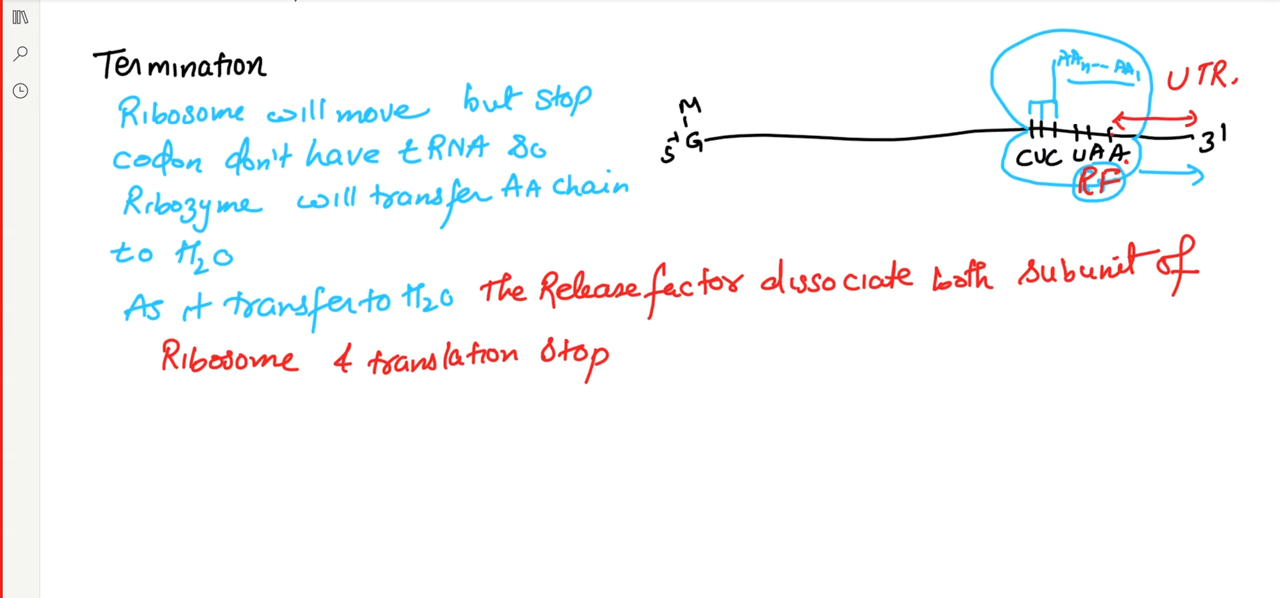 Termination
Ribosome will move but stop
codon don't have tRNA so
Ribozyme will transfer AA chain
to H2O
As it transfer to H2O The Release factor dissociate both subunit of
Ribosome & translation stop
AAn--- AA1
UTR.
M
5' G
3'
CUC UAA.
RF